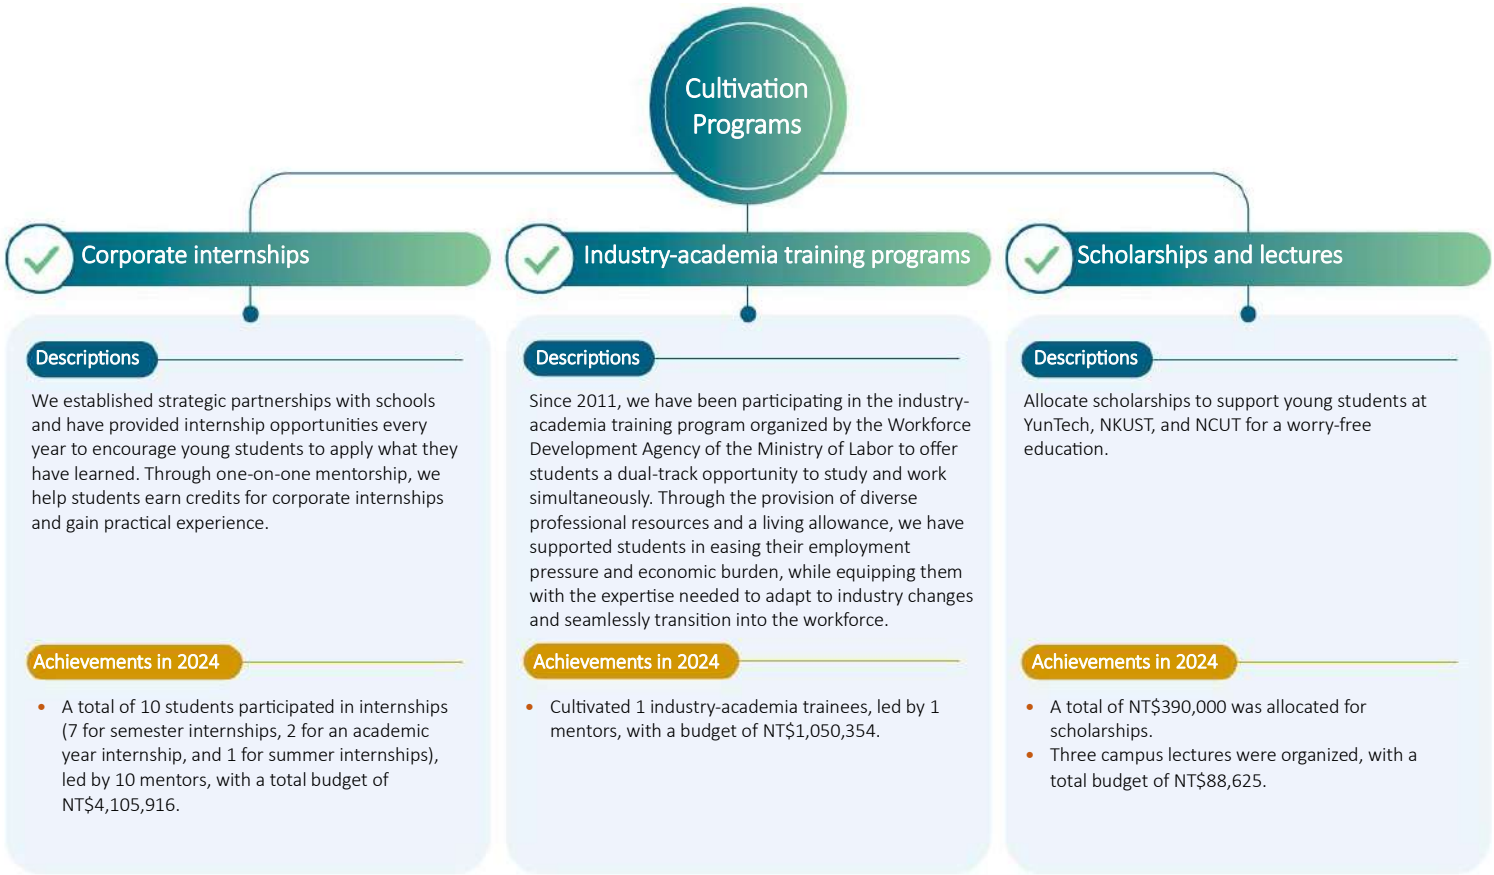 Cultivation
Programs
Corporate internships
Descriptions
We established strategic partnerships with schools
and have provided internship opportunities every
year to encourage young students to apply what they
have learned. Through one-on-one mentorship, we
help students earn credits for corporate internships
and gain practical experience.
Achievements in 2024
• A total of 10 students participated in internships
(7 for semester internships, 2 for an academic
year internship, and 1 for summer internships),
led by 10 mentors, with a total budget of
NT$4,105,916.
Industry-academia training programs
Descriptions
Since 2011, we have been participating in the industry-
academia training program organized by the Workforce
Development Agency of the Ministry of Labor to offer
students a dual-track opportunity to study and work
simultaneously. Through the provision of diverse
professional resources and a living allowance, we have
supported students in easing their employment
pressure and economic burden, while equipping them
with the expertise needed to adapt to industry changes
and seamlessly transition into the workforce.
Achievements in 2024
• Cultivated 1 industry-academia trainees, led by 1
mentors, with a budget of NT$1,050,354.
Scholarships and lectures
Descriptions
Allocate scholarships to support young students at
YunTech, NKUST, and NCUT for a worry-free
education.
Achievements in 2024
• A total of NT$390,000 was allocated for
scholarships.
• Three campus lectures were organized, with a
total budget of NT$88,625.